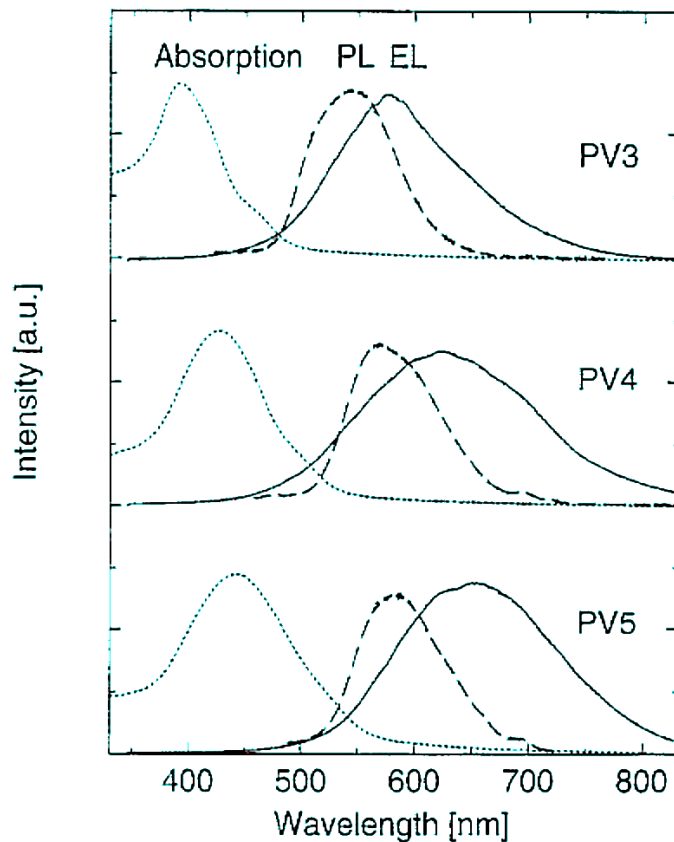 Absorption PL EL
PV3
PV4
PV5
Intensity [a.u.]
400 500 600 700 800
Wavelength [nm]